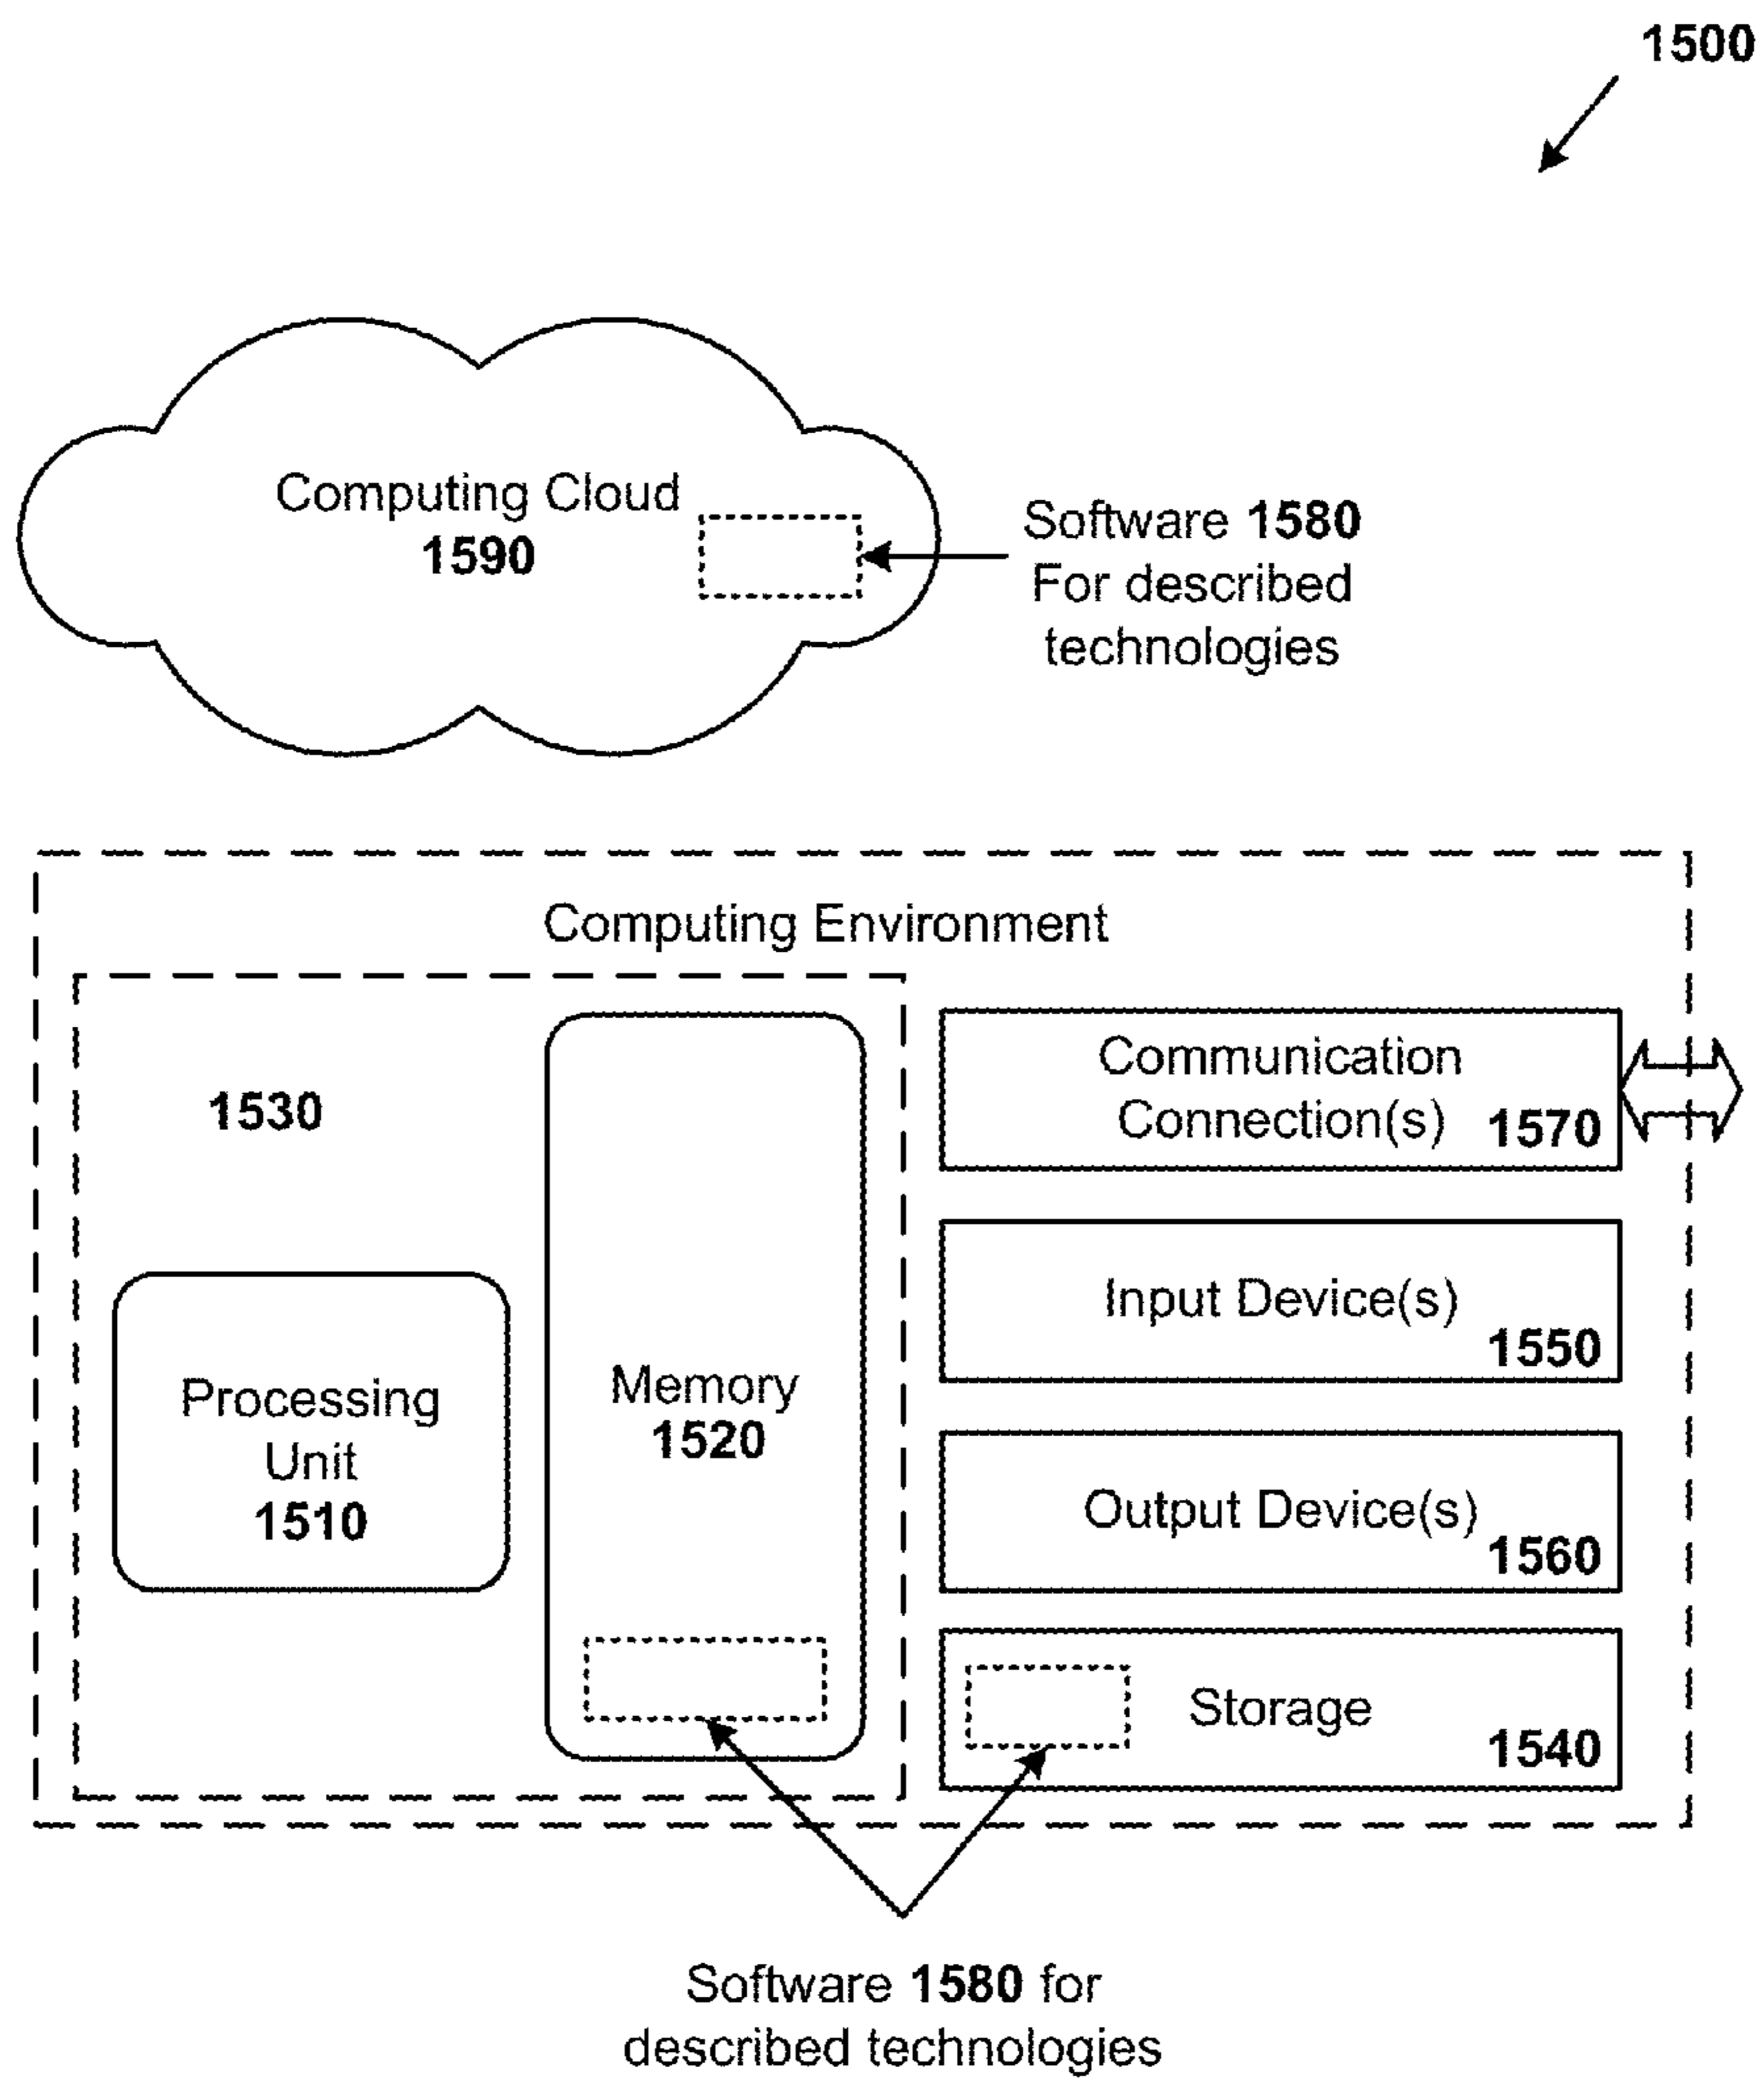 1500
Computing Cloud
1590
Software 1580
For described
technologies
Computing Environment
1530
Processing
Unit
1510
Memory
1520
Communication
Connection(s) 1570
Input Device(s)
1550
Output Device(s)
1560
Storage
1540
Software 1580 for
described technologies